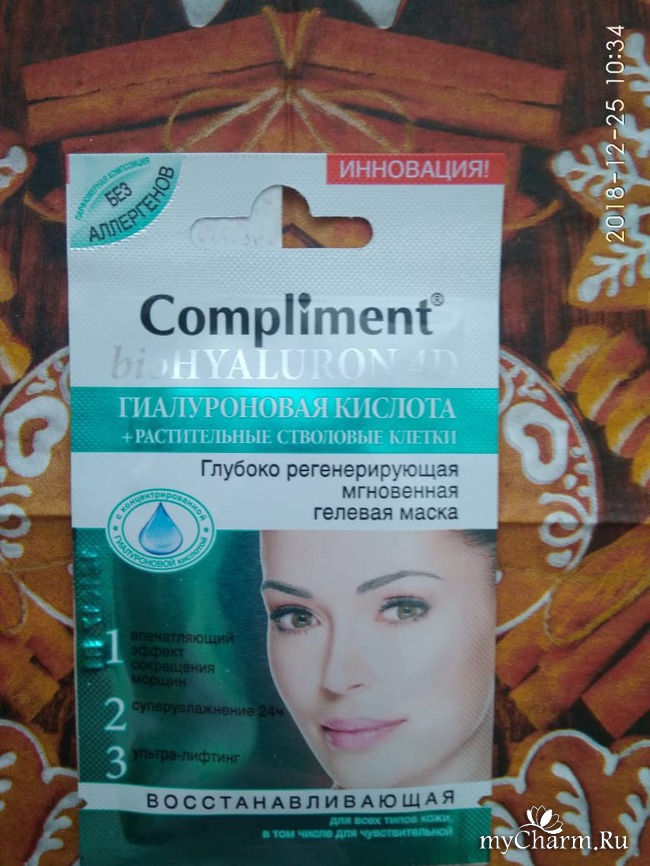 2018-12-25 10:34
ИННОВАЦИЯ!
ГИПОАЛЛЕРГЕННАЯ КОМПОЗИЦИЯ
БЕЗ
АЛЛЕРГЕНОВ
Compliment®
bioHYALURON 4D
ГИАЛУРОНОВАЯ КИСЛОТА
+РАСТИТЕЛЬНЫЕ СТВОЛОВЫЕ КЛЕТКИ
Глубоко регенерирующая
мгновенная
гелевая маска
с концентрированной
ГИАЛУРОНОВОЙ кислотой
1 впечатляющий
эффект
сокращения
морщин
2 суперувлажнение 24ч
3 ультра-лифтинг
ВОССТАНАВЛИВАЮЩАЯ
для всех типов кожи,
в том числе для чувствительной
myCharm.Ru